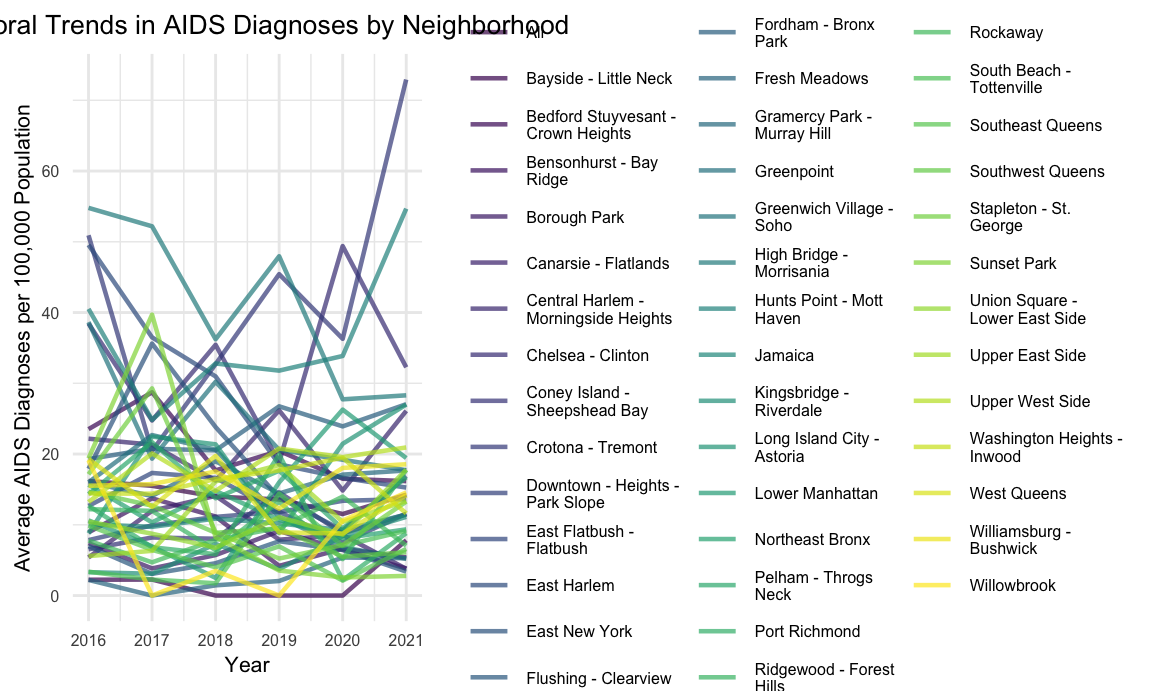 oral Trends in AIDS Diagnoses by Neighborhood
Average AIDS Diagnoses per 100,000 Population
60
40
20
0
2016 2017 2018 2019 2020 2021
Year
All
Bayside - Little Neck
Bedford Stuyvesant -
Crown Heights
Bensonhurst - Bay
Ridge
Borough Park
Canarsie - Flatlands
Central Harlem -
Morningside Heights
Chelsea - Clinton
Coney Island -
Sheepshead Bay
Crotona - Tremont
Downtown - Heights -
Park Slope
East Flatbush -
Flatbush
East Harlem
East New York
Flushing - Clearview
Fordham - Bronx
Park
Fresh Meadows
Gramercy Park -
Murray Hill
Greenpoint
Greenwich Village -
Soho
High Bridge -
Morrisania
Hunts Point - Mott
Haven
Jamaica
Kingsbridge -
Riverdale
Long Island City -
Astoria
Lower Manhattan
Northeast Bronx
Pelham - Throgs
Neck
Port Richmond
Ridgewood - Forest
Hills
Rockaway
South Beach -
Tottenville
Southeast Queens
Southwest Queens
Stapleton - St.
George
Sunset Park
Union Square -
Lower East Side
Upper East Side
Upper West Side
Washington Heights -
Inwood
West Queens
Williamsburg -
Bushwick
Willowbrook